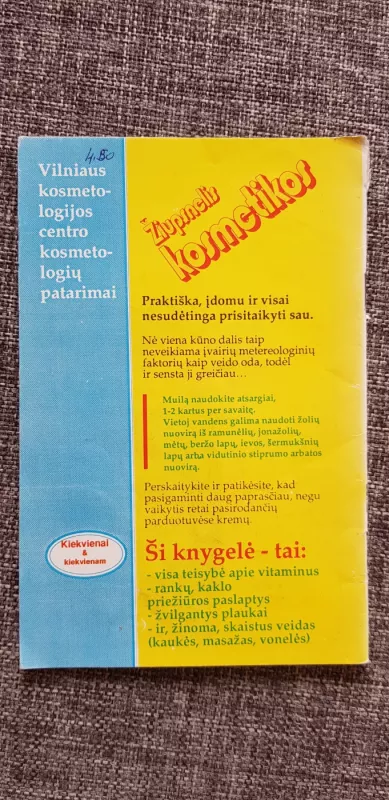 4.50
Vilniaus
kosmeto-
logijos
centro
kosmeto-
logių
patarimai
Žiupsnelis
kosmetikos
Praktiška, įdomu ir visai
nesudėtinga prisitaikyti sau.
Nė viena kūno dalis taip
neveikiama įvairių metereologinių
faktorių kaip veido oda, todėl
ir sensta ji greičiau...
Muilą naudokite atsargiai,
1-2 kartus per savaitę.
Vietoj vandens galima naudoti žolių
nuovirą iš ramunėlių, jonažolių,
mėtų, beržo lapų, ievos, šermukšnių
lapų arba vidutinio stiprumo arbatos
nuovirą.
Perskaitykite ir patikėsite, kad
pasigaminti daug paprasčiau, negu
vaikytis retai pasirodančių
parduotuvėse kremų.
Kiekvienai
&
kiekvienam
Ši knygelė - tai:
- visa teisybė apie vitaminus
- rankų, kaklo
priežiūros paslaptys
- žvilgantys plaukai
- ir, žinoma, skaistus veidas
(kaukės, masažas, vonelės)